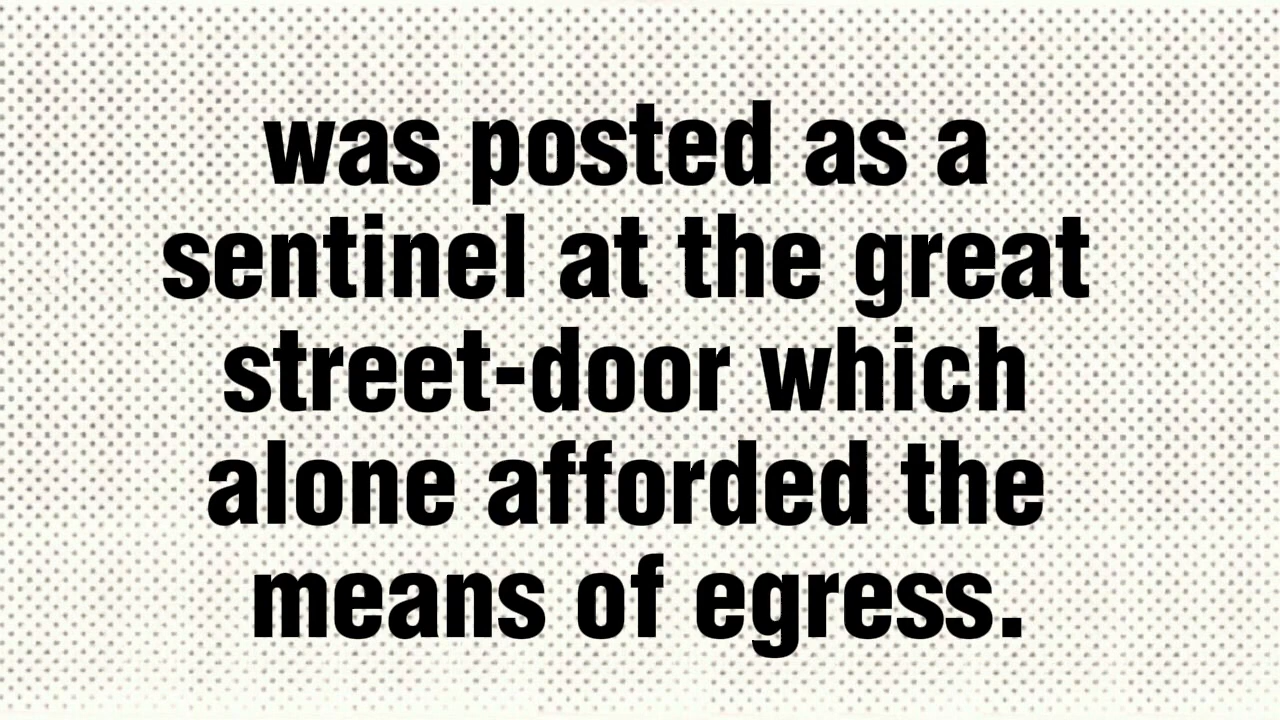 was posted as a
sentinel at the great
street-door which
alone afforded the
means of egress.